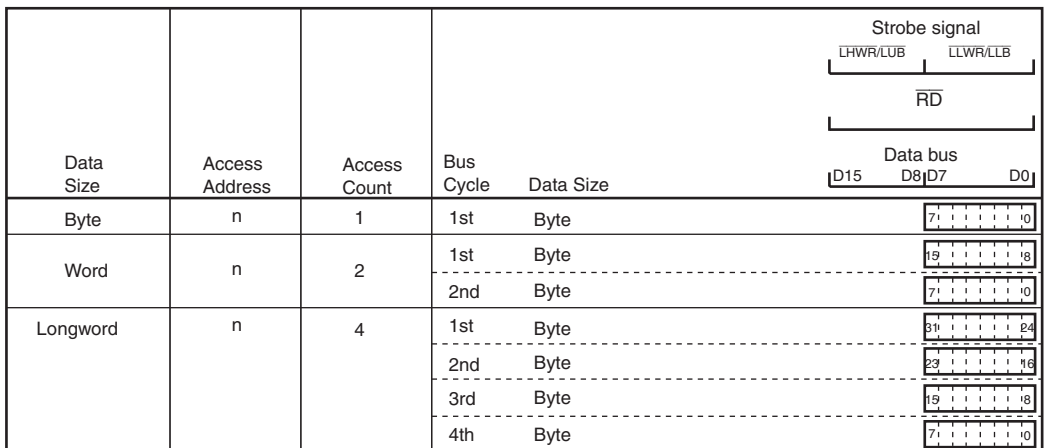 Strobe signal
LHWR/LUB LLWR/LLB
RD
Data Size Access Address Access Count Bus Cycle Data Size Data bus
D15 D8 D7 D0
Byte n 1 1st Byte 7 0
Word n 2 1st Byte 15 8
2nd Byte 7 0
Longword n 4 1st Byte 31 24
2nd Byte 23 16
3rd Byte 15 8
4th Byte 7 0